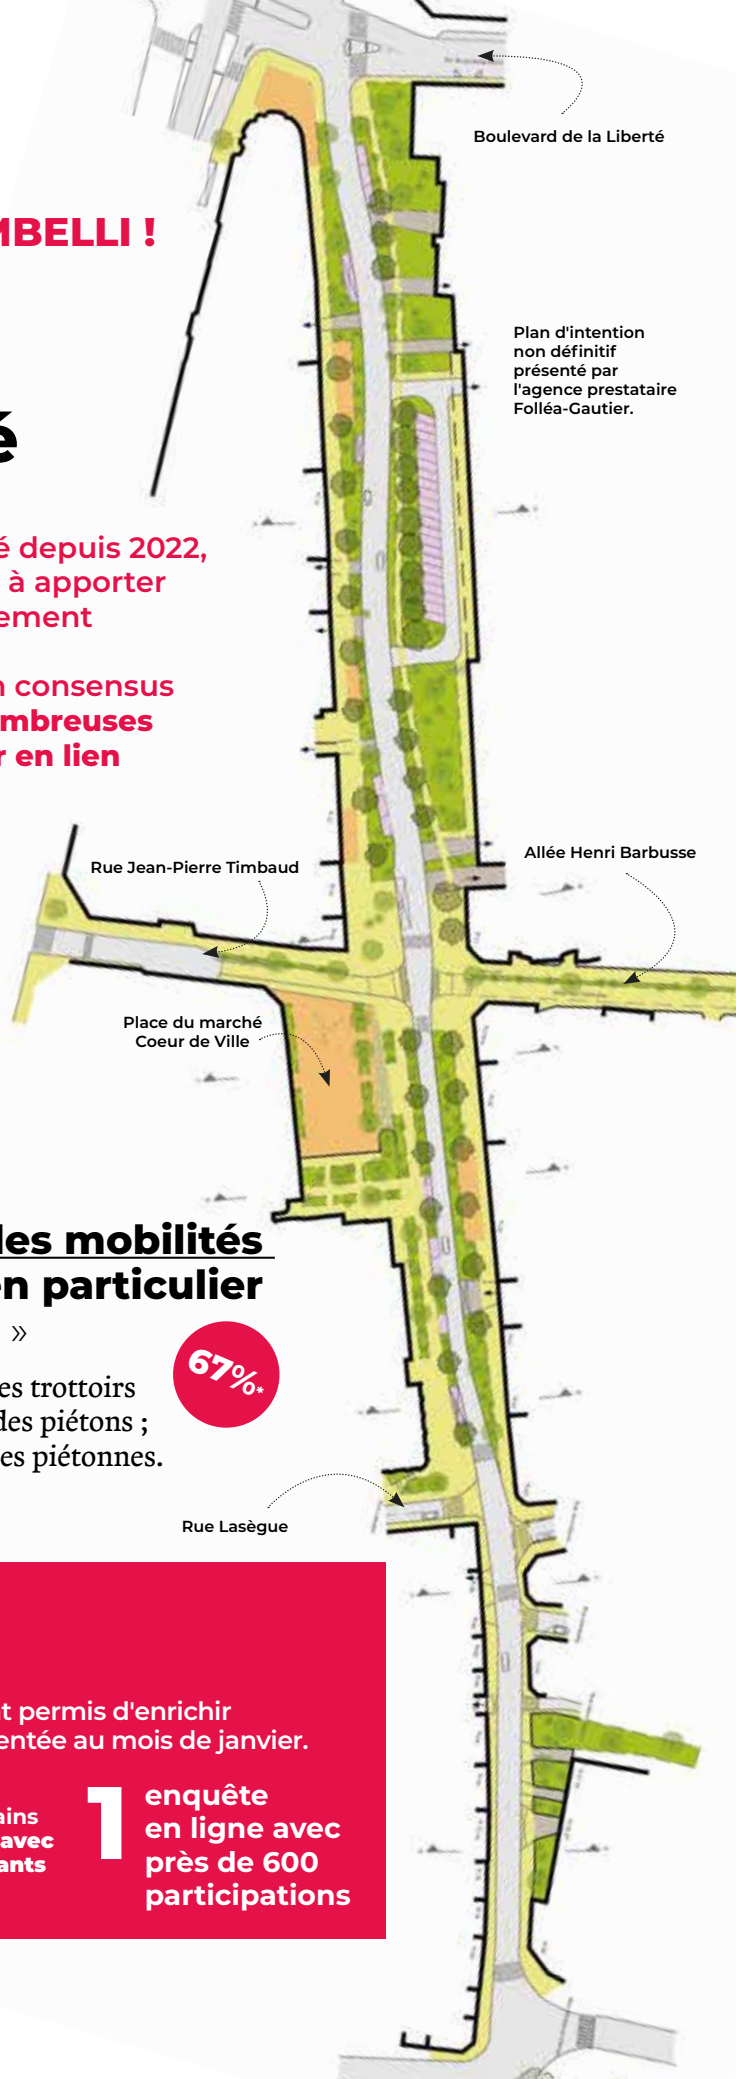 Boulevard de la Liberté
MBELLI !
Plan d'intention
non définitif
présenté par
l'agence prestataire
Folléa-Gautier.
é
é depuis 2022,
à apporter
ement
n consensus
ombreuses
r en lien
Rue Jean-Pierre Timbaud
Allée Henri Barbusse
Place du marché
Coeur de Ville
les mobilités
en particulier
»
67%*
es trottoirs
des piétons ;
es piétonnes.
Rue Lasègue
t permis d'enrichir
entée au mois de janvier.
ains
avec
ants
1
enquête
en ligne avec
près de 600
participations